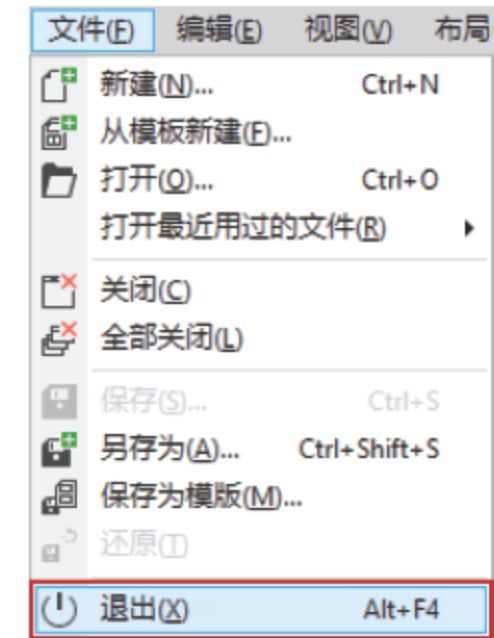 文件(F) 编辑(E) 视图(V) 布局
新建(N)... Ctrl+N
从模板新建(F)...
打开(O)... Ctrl+O
打开最近用过的文件(R)
关闭(C)
全部关闭(L)
保存(S)... Ctrl+S
另存为(A)... Ctrl+Shift+S
保存为模版(M)...
还原(T)
退出(X) Alt+F4